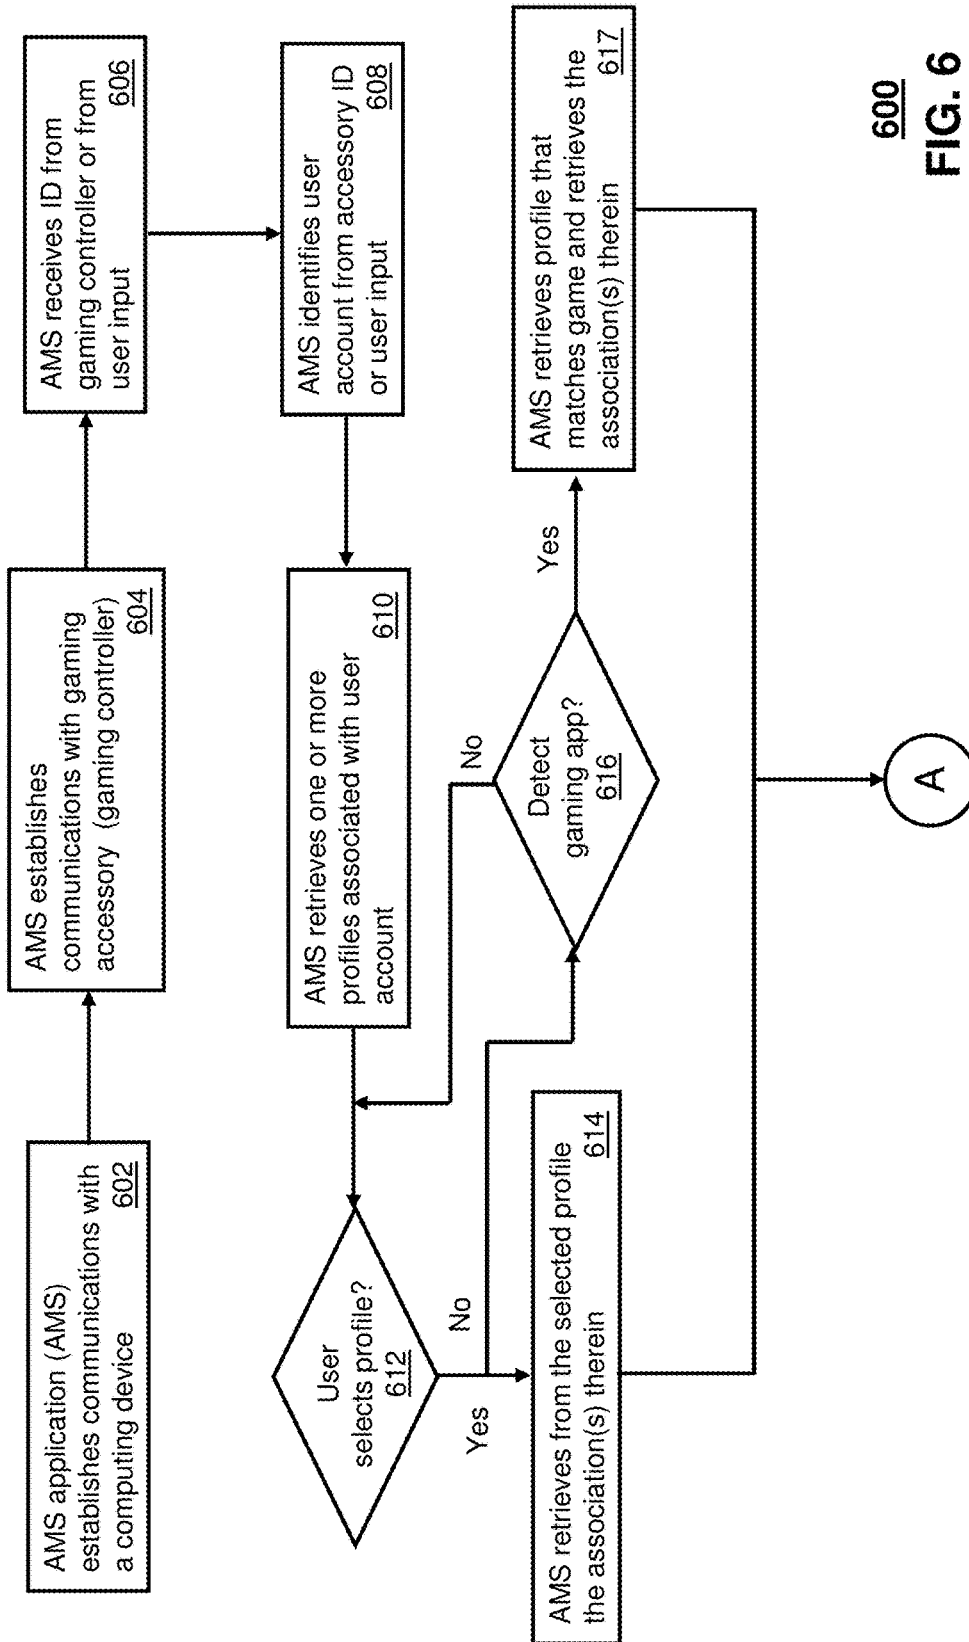 AMS application (AMS)
establishes communications with
a computing device
602
AMS establishes
communications with gaming
accessory (gaming controller)
604
AMS receives ID from
gaming controller or from
user input
606
AMS identifies user
account from accessory ID
or user input
608
AMS retrieves one or more
profiles associated with user
account
610
User
selects profile?
612
No
Yes
AMS retrieves from the selected profile
the association(s) therein
614
No
Detect
gaming app?
616
Yes
AMS retrieves profile that
matches game and retrieves the
association(s) therein
617
A
600
FIG. 6